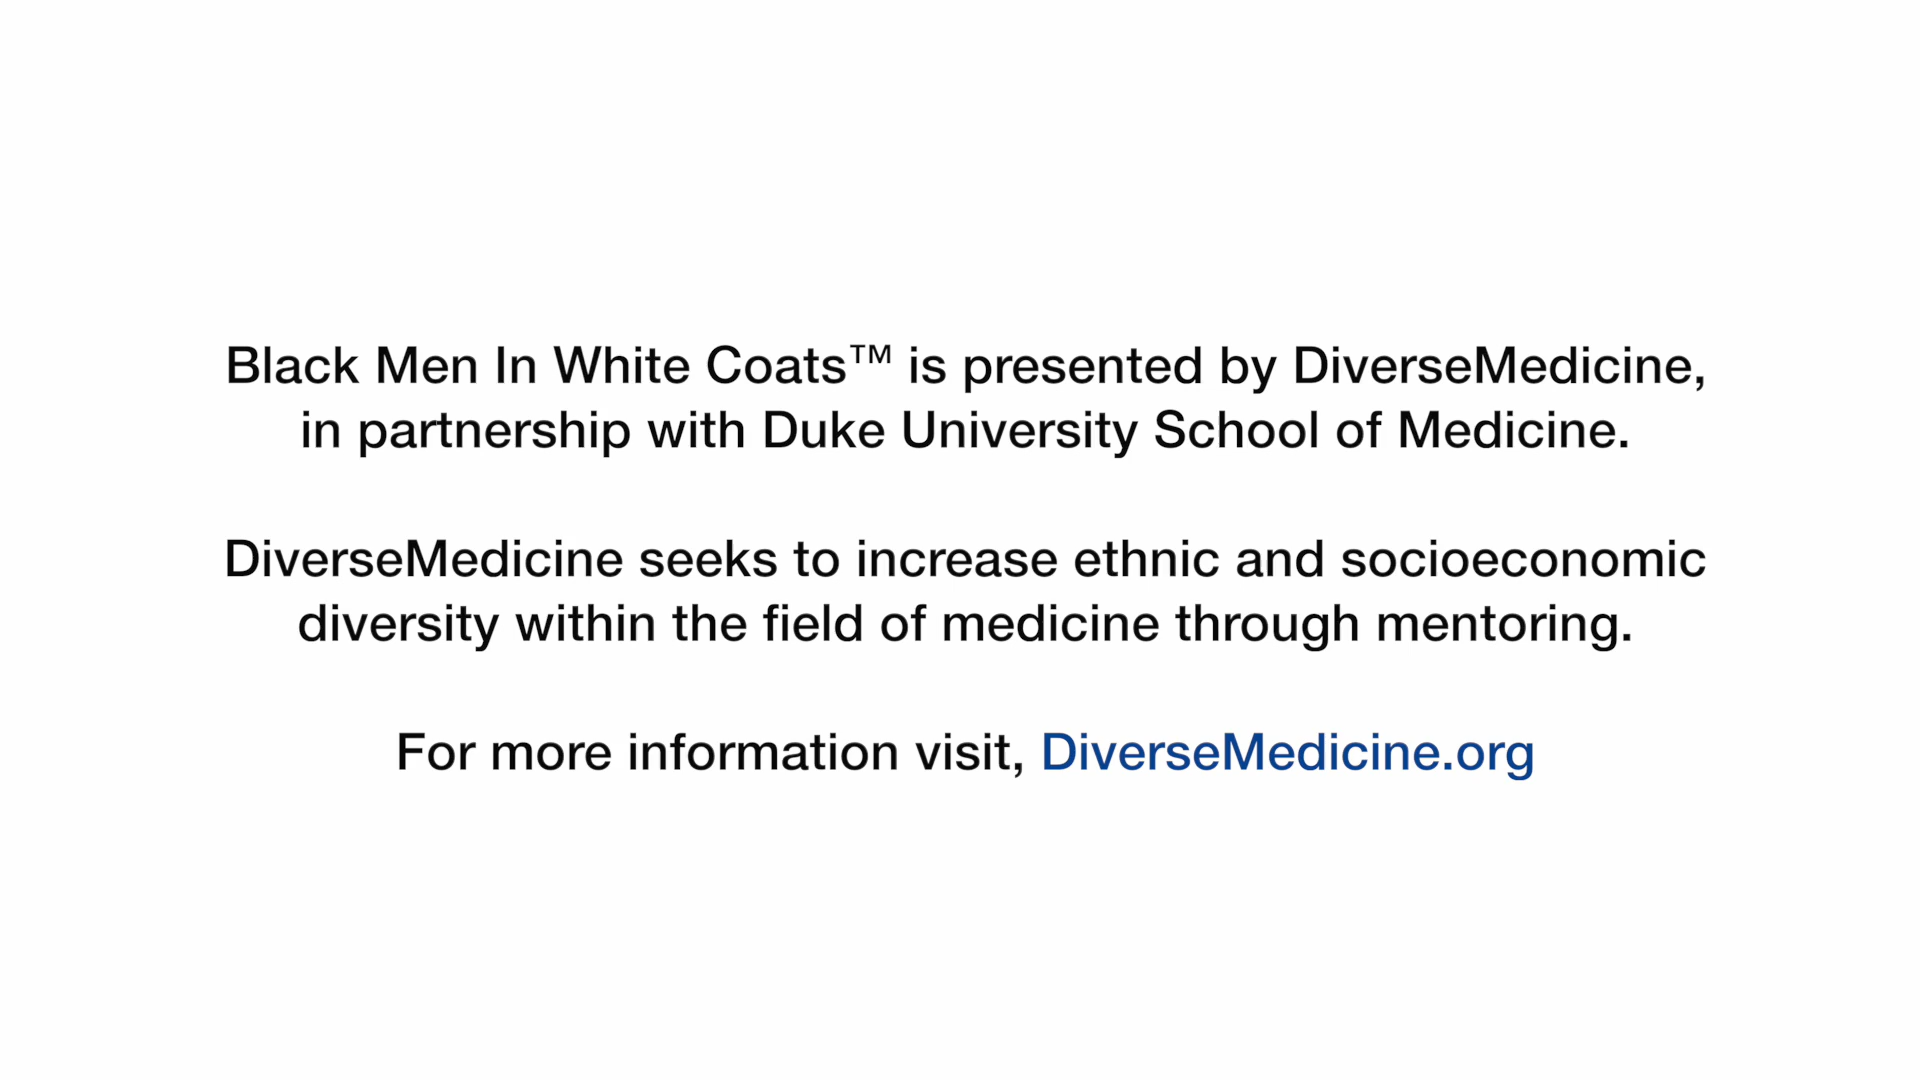 Black Men In White Coats™ is presented by DiverseMedicine,
in partnership with Duke University School of Medicine.
DiverseMedicine seeks to increase ethnic and socioeconomic
diversity within the field of medicine through mentoring.
For more information visit, DiverseMedicine.org